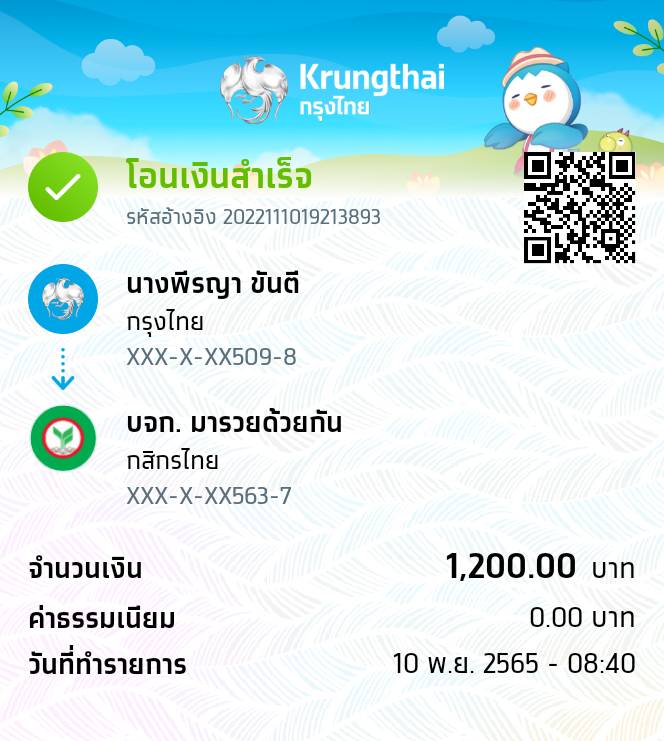 Krungthai
กรุงไทย
โอนเงินสำเร็จ
รหัสอ้างอิง 2022111019213893
นางพีรญา ขันตี
กรุงไทย
XXX-X-XX509-8
บจก. มารวยด้วยกัน
กสิกรไทย
XXX-X-XX563-7
จำนวนเงิน 1,200.00 บาท
ค่าธรรมเนียม 0.00 บาท
วันที่ทำรายการ 10 พ.ย. 2565 - 08:40